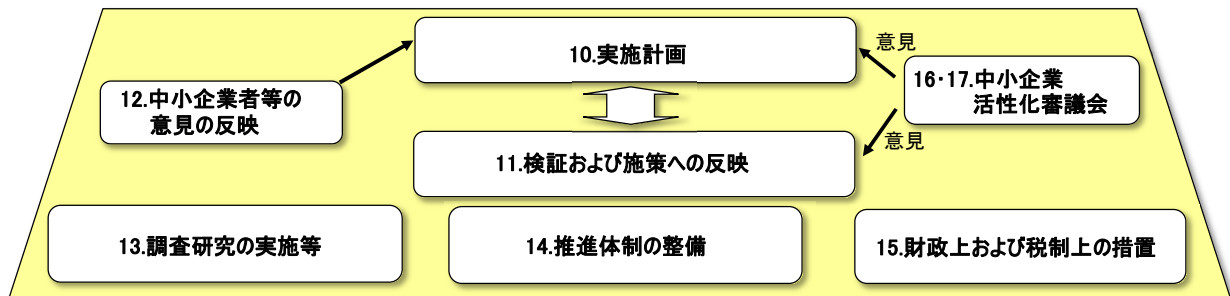 10.実施計画
意見
16・17.中小企業
活性化審議会
12.中小企業者等の
意見の反映
意見
11.検証および施策への反映
13.調査研究の実施等
14.推進体制の整備
15.財政上および税制上の措置